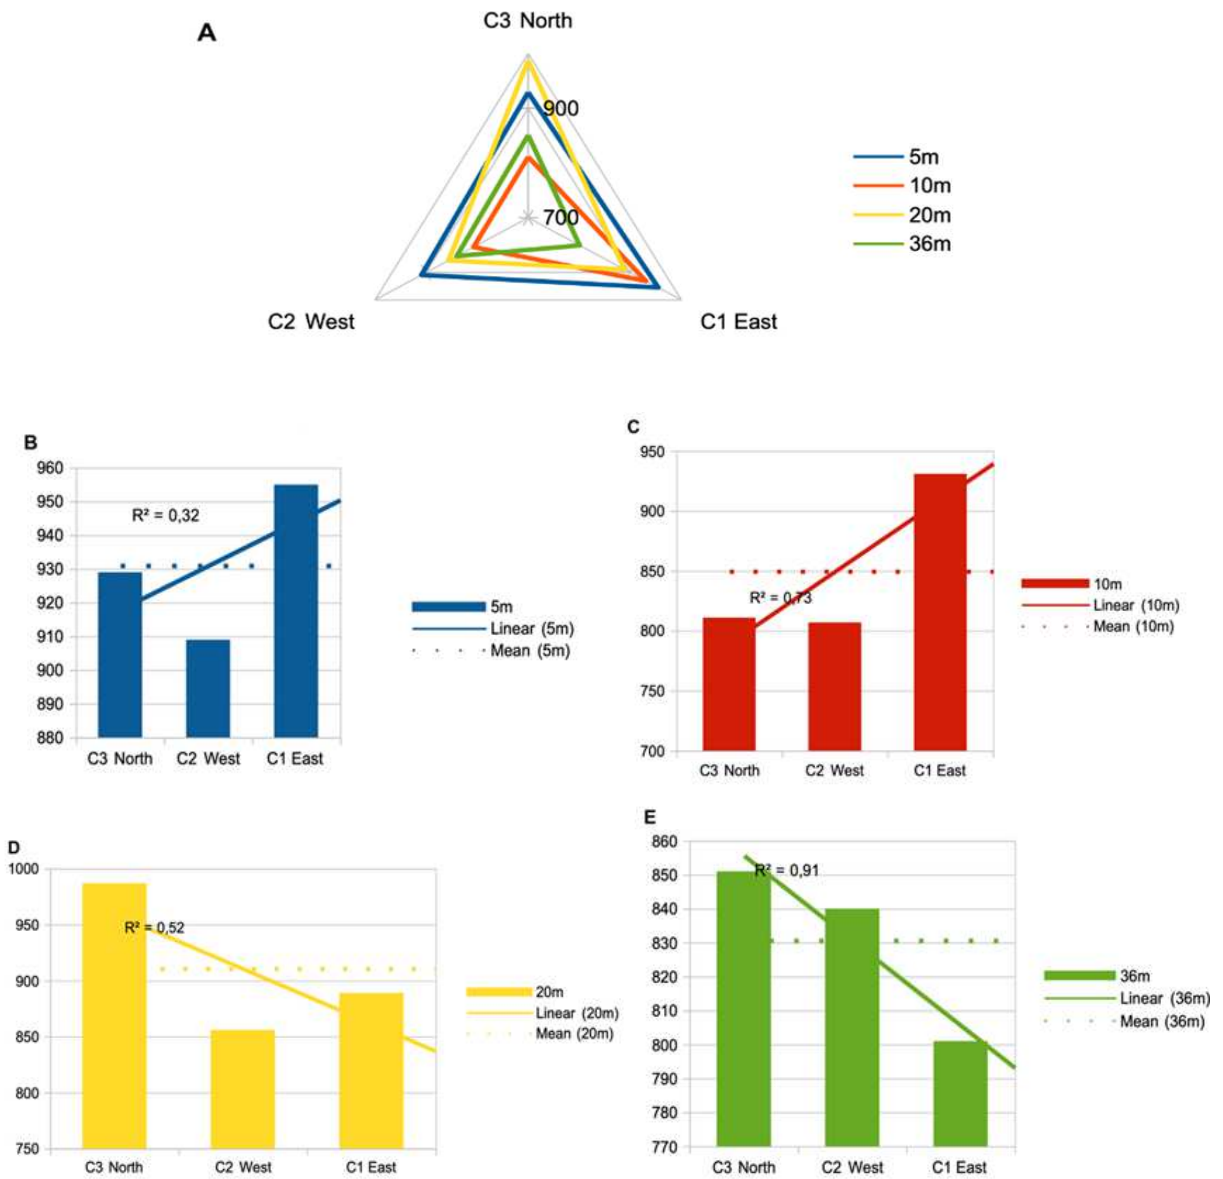 A
C3 North
900
700
C2 West
C1 East
5m
10m
20m
36m
B
960
950
940
930
920
910
900
890
880
R² = 0,32
C3 North
C2 West
C1 East
5m
Linear (5m)
Mean (5m)
C
950
900
850
800
750
700
R² = 0,73
C3 North
C2 West
C1 East
10m
Linear (10m)
Mean (10m)
D
1000
950
900
850
800
750
R² = 0,52
C3 North
C2 West
C1 East
20m
Linear (20m)
Mean (20m)
E
860
850
840
830
820
810
800
790
780
770
R² = 0,91
C3 North
C2 West
C1 East
36m
Linear (36m)
Mean (36m)